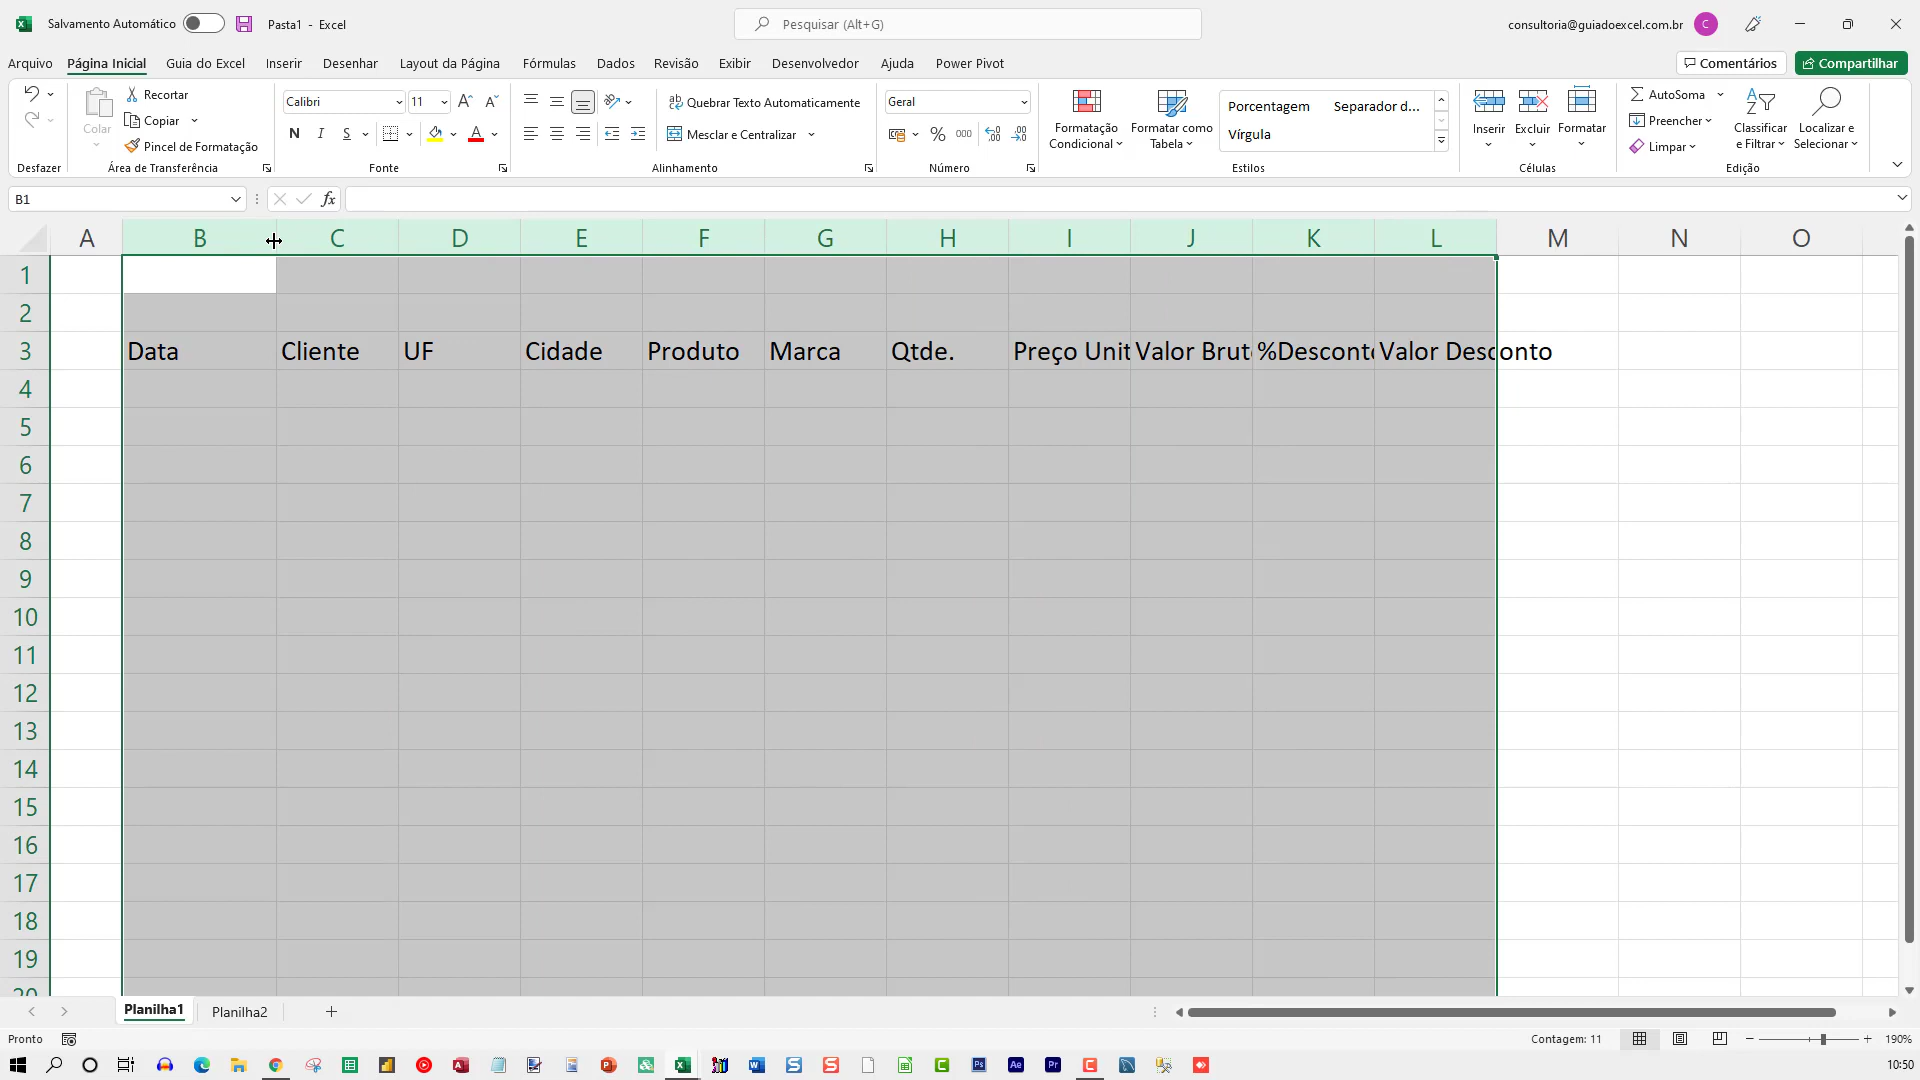 Salvamento Automático
Pasta1 - Excel
Pesquisar (Alt+G)
consultoria@guiadoexcel.com.br
C
Arquivo Página Inicial Guia do Excel Inserir Desenhar Layout da Página Fórmulas Dados Revisão Exibir Desenvolvedor Ajuda Power Pivot
Comentários
Compartilhar
Colar
Recortar
Copiar
Pincel de Formatação
Calibri 11
N I S A
ab Quebrar Texto Automaticamente
Mesclar e Centralizar
Geral
% 000
Formatação Condicional
Formatar como Tabela
Porcentagem Separador d...
Vírgula
Inserir Excluir Formatar
AutoSoma
Preencher
Limpar
Classificar e Filtrar
Localizar e Selecionar
Desfazer Área de Transferência Fonte Alinhamento Número Estilos Células Edição
B1
fx
A B C D E F G H I J K L M N O
1
2
3 Data Cliente UF Cidade Produto Marca Qtde. Preço Unit Valor Brut %Desconto Valor Desconto
4
5
6
7
8
9
10
11
12
13
14
15
16
17
18
19
20
Planilha1 Planilha2
Pronto
Contagem: 11
190%
10:50